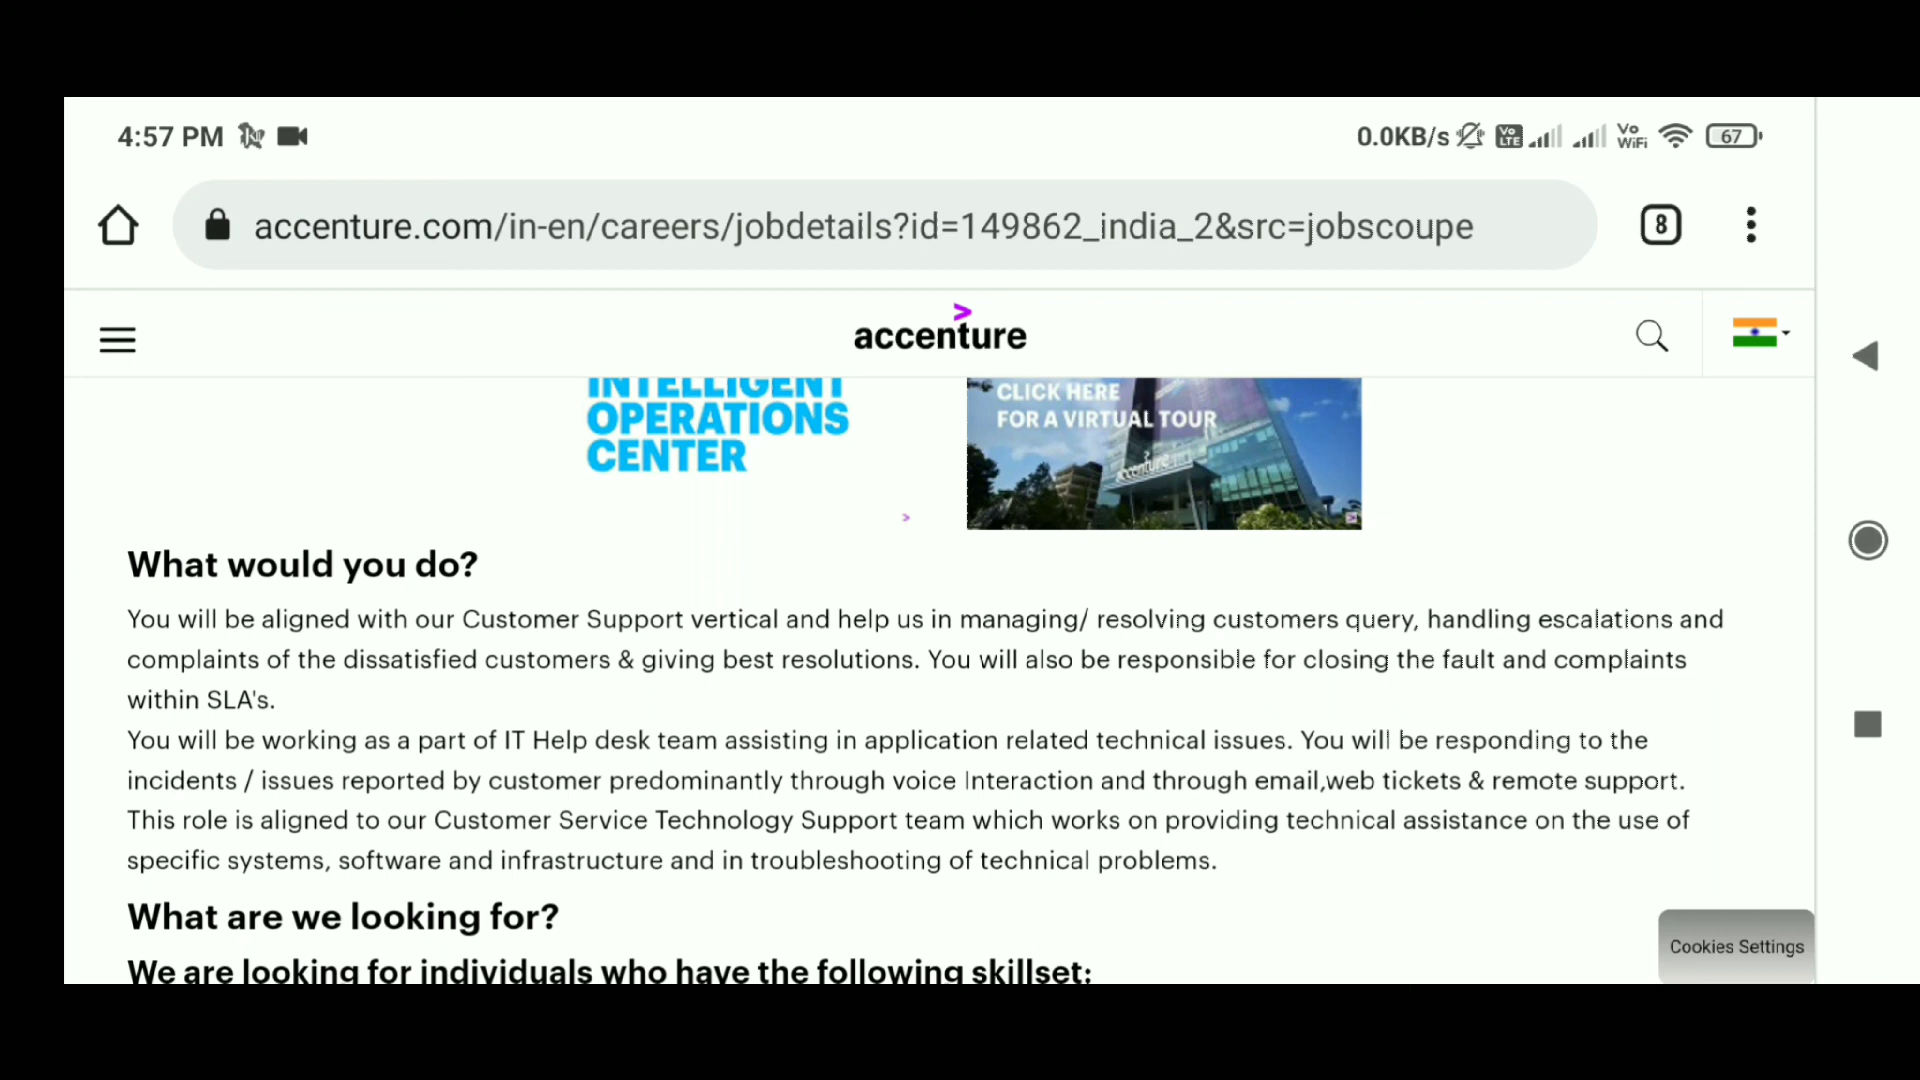 4:57 PM
0.0KB/s
Vo LTE
Vo WiFi
67
accenture.com/in-en/careers/jobdetails?id=149862_india_2&src=jobscoupe
8
accenture
INTELLIGENT
OPERATIONS
CENTER
CLICK HERE
FOR A VIRTUAL TOUR
accenture
What would you do?
You will be aligned with our Customer Support vertical and help us in managing/ resolving customers query, handling escalations and
complaints of the dissatisfied customers & giving best resolutions. You will also be responsible for closing the fault and complaints
within SLA's.
You will be working as a part of IT Help desk team assisting in application related technical issues. You will be responding to the
incidents / issues reported by customer predominantly through voice Interaction and through email,web tickets & remote support.
This role is aligned to our Customer Service Technology Support team which works on providing technical assistance on the use of
specific systems, software and infrastructure and in troubleshooting of technical problems.
What are we looking for?
We are looking for individuals who have the following skillset:
Cookies Settings